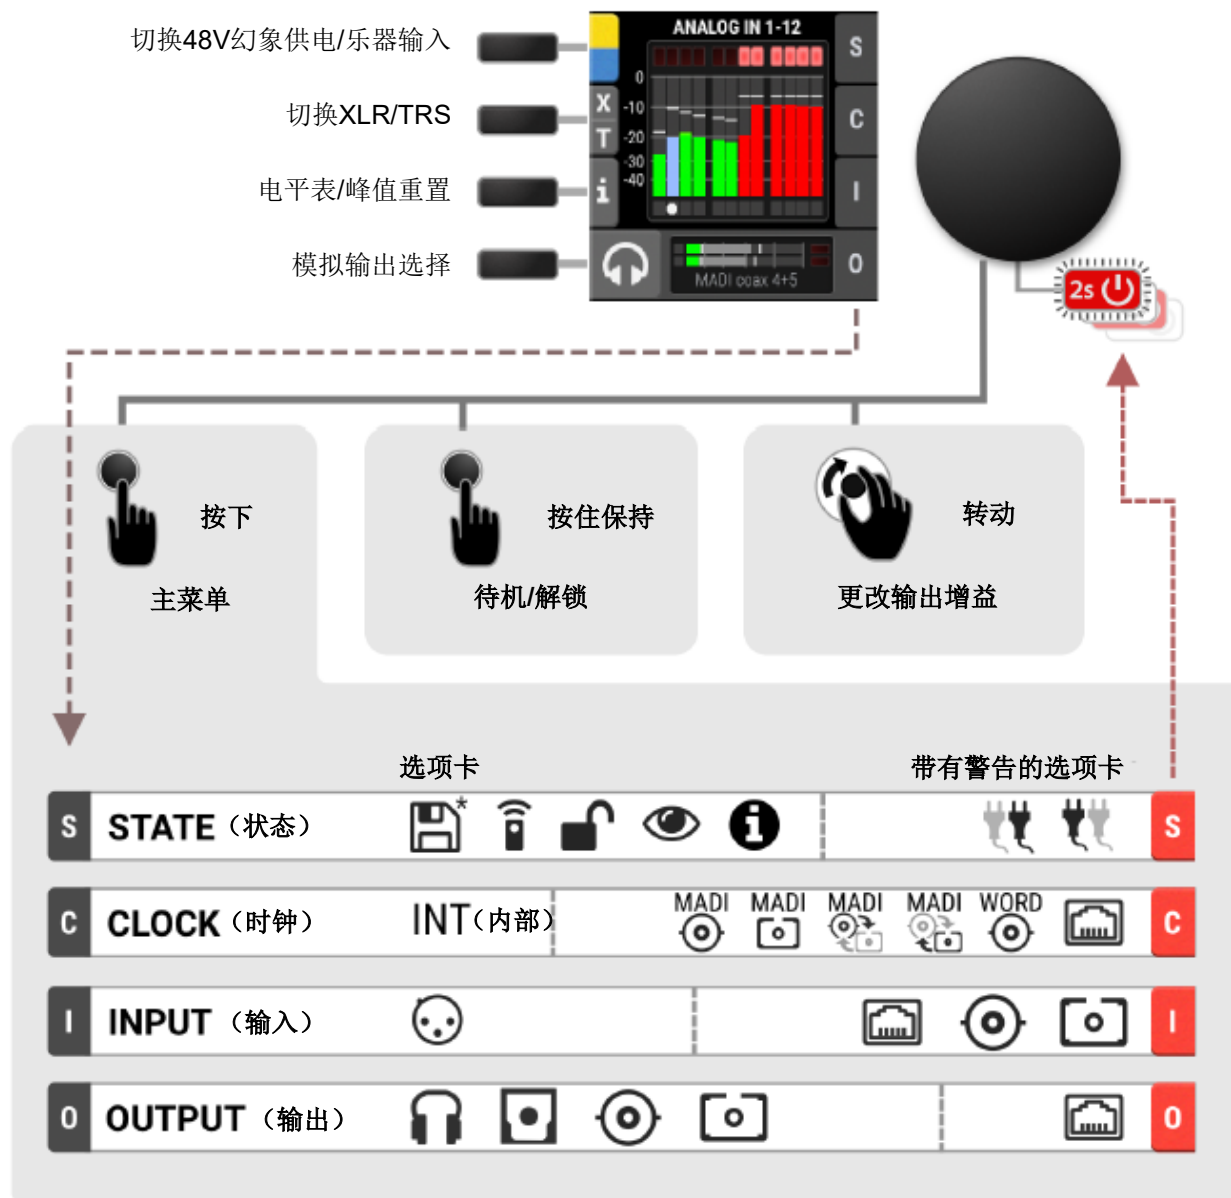 切换48V幻象供电/乐器输入
切换XLR/TRS
电平表/峰值重置
模拟输出选择
ANALOG IN 1-12
0
-10
-20
-30
-40
X
T
i
S
C
I
O
MADI coax 4+5
2s
按下
主菜单
按住保持
待机/解锁
转动
更改输出增益
选项卡
带有警告的选项卡
S STATE（状态） * S
C CLOCK（时钟） INT（内部） MADI MADI MADI MADI WORD C
I INPUT（输入） I
O OUTPUT（输出） O